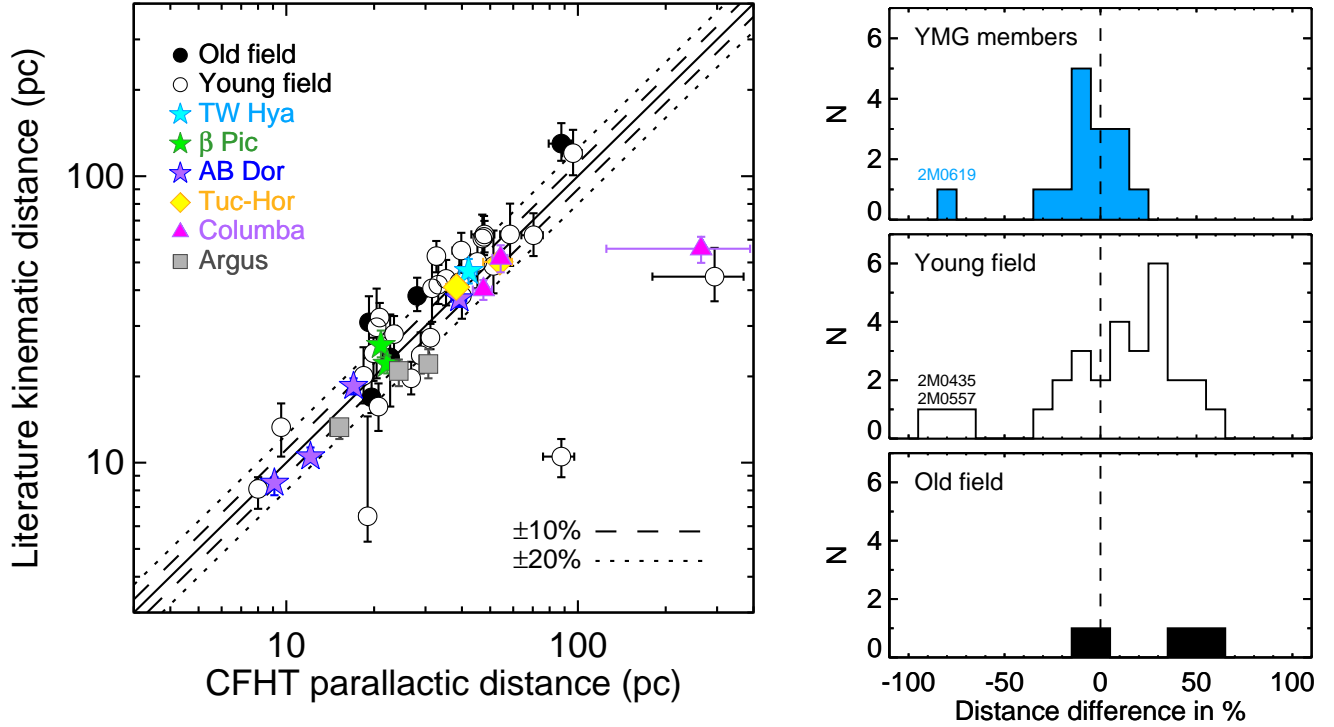 Literature kinematic distance (pc)
100
10
Old field
Young field
TW Hya
β Pic
AB Dor
Tuc-Hor
Columba
Argus
±10%
±20%
10
100
CFHT parallactic distance (pc)
YMG members
2M0619
N
6
4
2
0
Young field
2M0435
2M0557
N
6
4
2
0
Old field
N
6
4
2
0
-100
-50
0
50
100
Distance difference in %